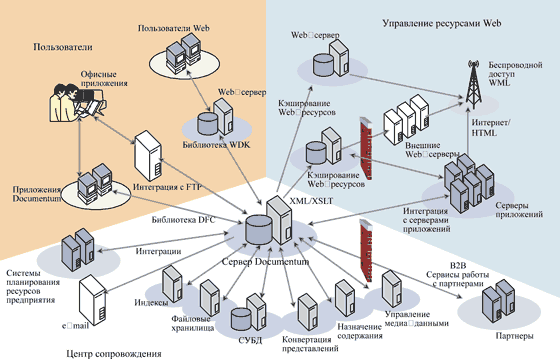 Пользователи
Пользователи Web
Управление ресурсами Web
Офисные
приложения
Web-сервер
Библиотека WDK
Интеграция с FTP
Приложения
Documentum
Библиотека DFC
Web-сервер
Кэширование
Web-ресурсов
Кэширование
Web-ресурсов
Внешние
Web-серверы
Беспроводной
доступ
WML
Интернет/
HTML
Интеграция
с серверами
приложений
Серверы
приложений
XML/XSLT
Сервер Documentum
Интеграции
Системы
планирования
ресурсов
предприятия
e-mail
Индексы
Файловые
хранилища
СУБД
Конвертация
представлений
Назначение
содержания
Управление
медиа-данными
B2B
Сервисы работы
с партнерами
Партнеры
Центр сопровождения